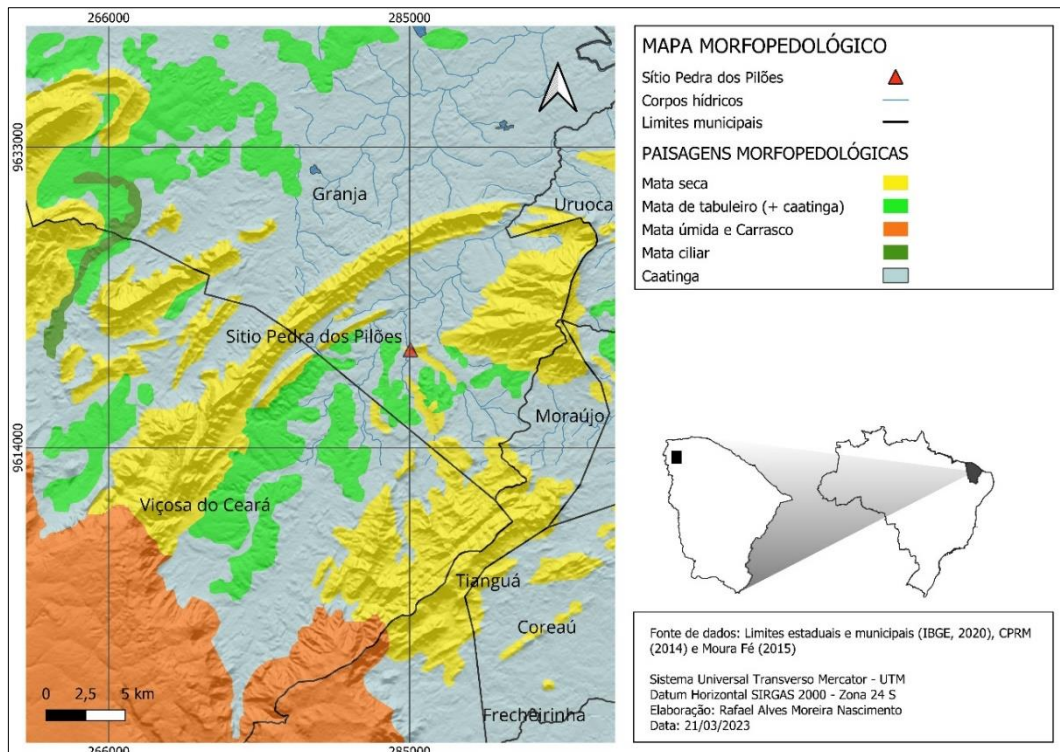 266000
285000
9633000
Granja
Uruoca
Sitio Pedra dos Pilões
Moraújo
9614000
Viçosa do Ceará
Tianguá
Coreaú
Frecheirinha
0 2,5 5 km
266000
285000
MAPA MORFOPEDOLÓGICO
Sítio Pedra dos Pilões
Corpos hídricos
Limites municipais
PAISAGENS MORFOPEDOLÓGICAS
Mata seca
Mata de tabuleiro (+ caatinga)
Mata úmida e Carrasco
Mata ciliar
Caatinga
Fonte de dados: Limites estaduais e municipais (IBGE, 2020), CPRM
(2014) e Moura Fé (2015)
Sistema Universal Transverso Mercator - UTM
Datum Horizontal SIRGAS 2000 - Zona 24 S
Elaboração: Rafael Alves Moreira Nascimento
Data: 21/03/2023